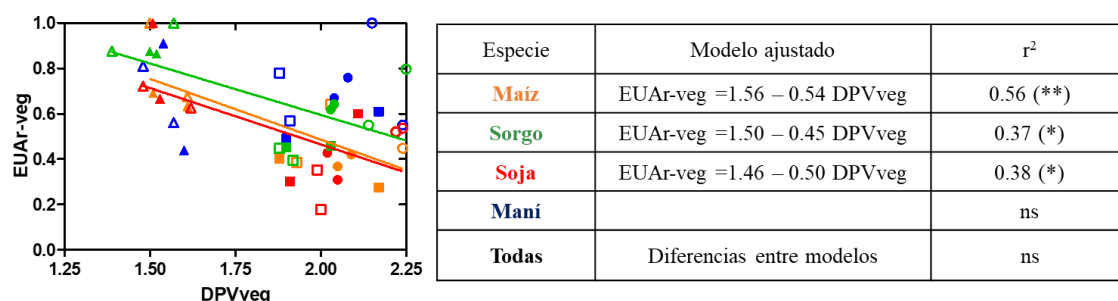 EUAr-veg
1.0
0.8
0.6
0.4
0.2
0.0
1.25 1.50 1.75 2.00 2.25
DPVveg
Especie Modelo ajustado r²
Maíz EUAr-veg =1.56 – 0.54 DPVveg 0.56 (**)
Sorgo EUAr-veg =1.50 – 0.45 DPVveg 0.37 (*)
Soja EUAr-veg =1.46 – 0.50 DPVveg 0.38 (*)
Maní ns
Todas Diferencias entre modelos ns